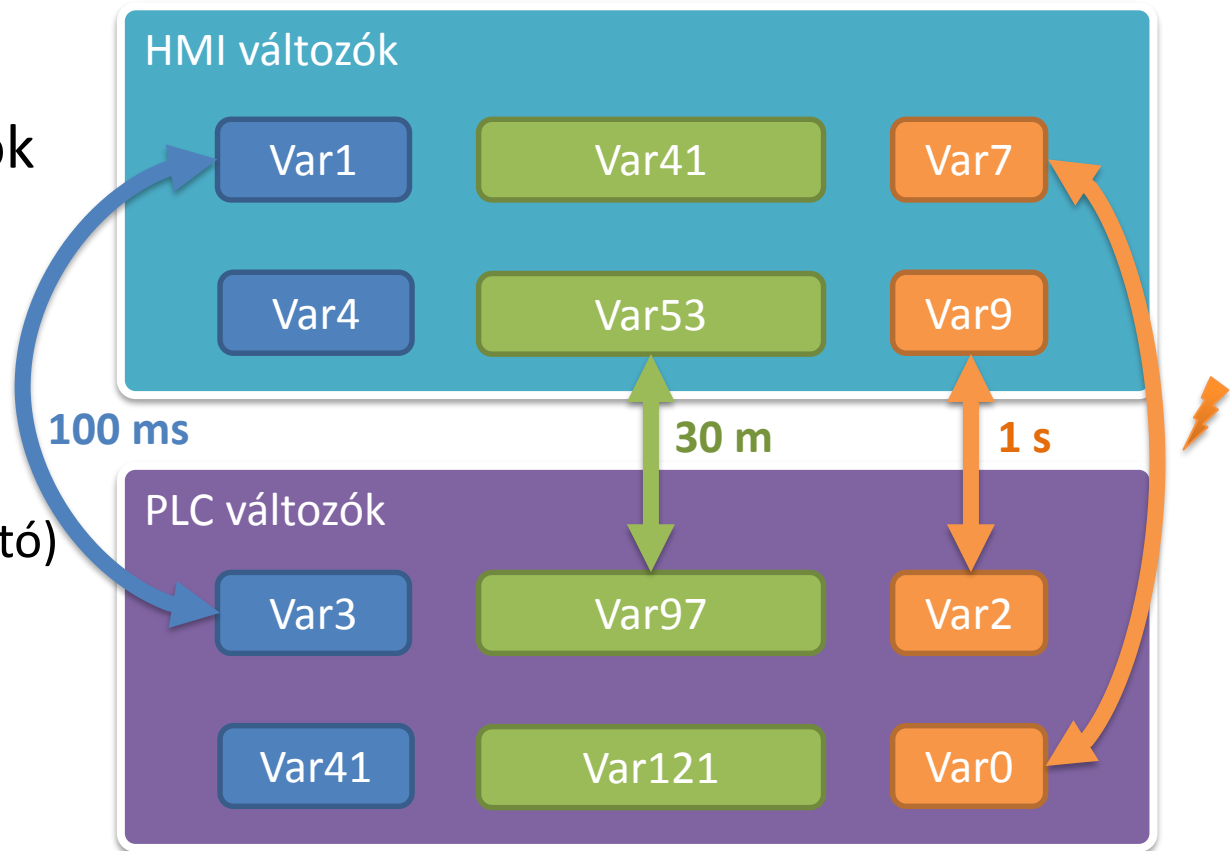 HMI változók
ok
Var1
Var41
Var7
Var4
Var53
Var9
100 ms
30 m
1 s
PLC változók
tó)
Var3
Var97
Var2
Var41
Var121
Var0